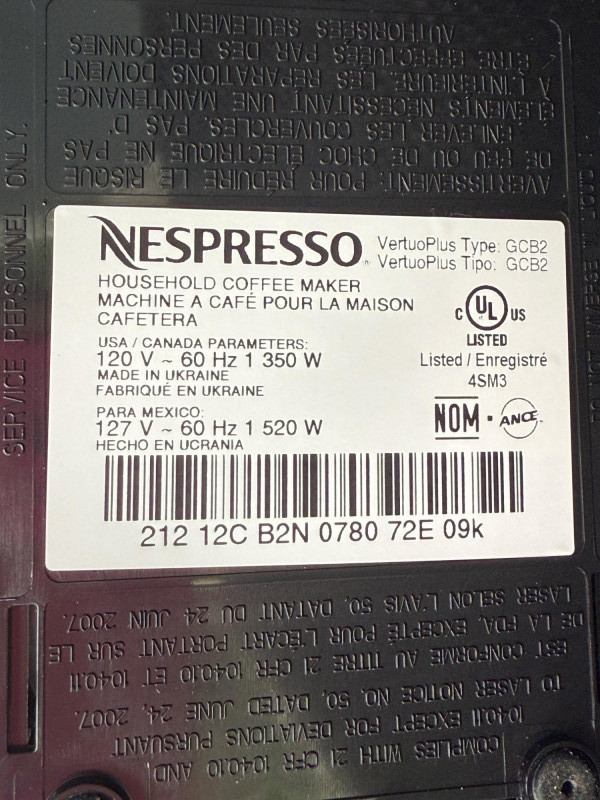 AVERTISSEMENT: POUR RÉDUIRE LE RISQUE
DE FEU OU DE CHOC ÉLECTRIQUE NE PAS
ENLEVER LES COUVERCLES. PAS D'
ÉLÉMENTS NÉCESSITANT UNE MAINTENANCE
À L'INTÉRIEURE. LES RÉPARATIONS DOIVENT
ÊTRE EFFECTUÉES PAR DES PERSONNES
AUTHORISÉES SEULEMENT.
SERVICE PERSONNEL ONLY.
NESPRESSO
VertuoPlus Type: GCB2
VertuoPlus Tipo: GCB2
HOUSEHOLD COFFEE MAKER
MACHINE A CAFÉ POUR LA MAISON
CAFETERA
USA / CANADA PARAMETERS:
120 V ~ 60 Hz 1 350 W
MADE IN UKRAINE
FABRIQUÉ EN UKRAINE
PARA MEXICO:
127 V ~ 60 Hz 1 520 W
HECHO EN UCRANIA
C UL US
LISTED
Listed / Enregistré
4SM3
NOM · ANCE
212 12C B2N 0780 72E 09k
DO NOT IMMERSE
COMPLIES WITH 21 CFR 1040.10 AND
1040.11 EXCEPT FOR DEVIATIONS PURSUANT
TO LASER NOTICE NO. 50, DATED JUNE 24, 2007.
EST CONFORME AU TITRE 21 CFR 1040.10 ET 1040.11
DE LA FDA, EXCEPTÉ POUR L'ÉCART PORTANT SUR LE
LASER SELON L'AVIS 50, DATANT DU 24 JUIN 2007.